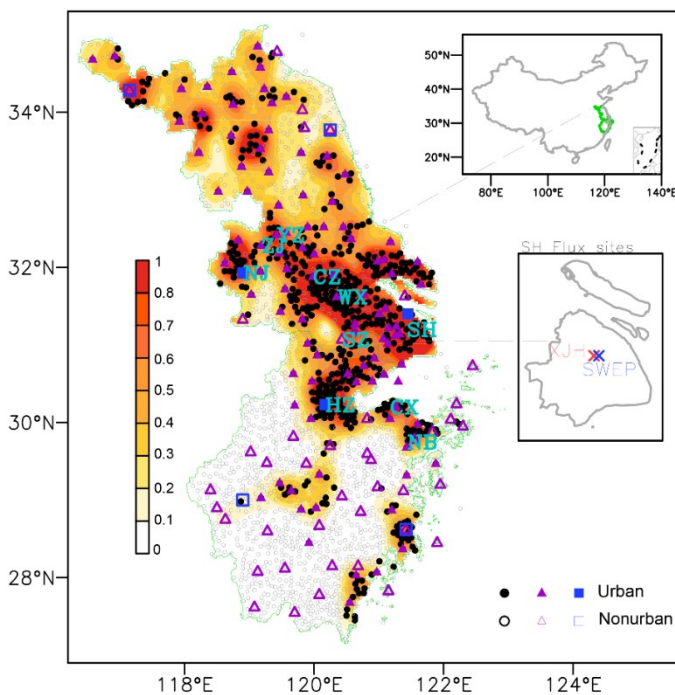 50°N
40°N
30°N
20°N
80°E 100°E 120°E 140°E
34°N
32°N
30°N
28°N
118°E 120°E 122°E 124°E
1
0.8
0.7
0.6
0.5
0.4
0.3
0.2
0.1
0
YZ
ZJ
NJ
CZ
WX
SH
SZ
HZ
CX
NB
SH Flux sites
XJH
SWEP
Urban
Nonurban